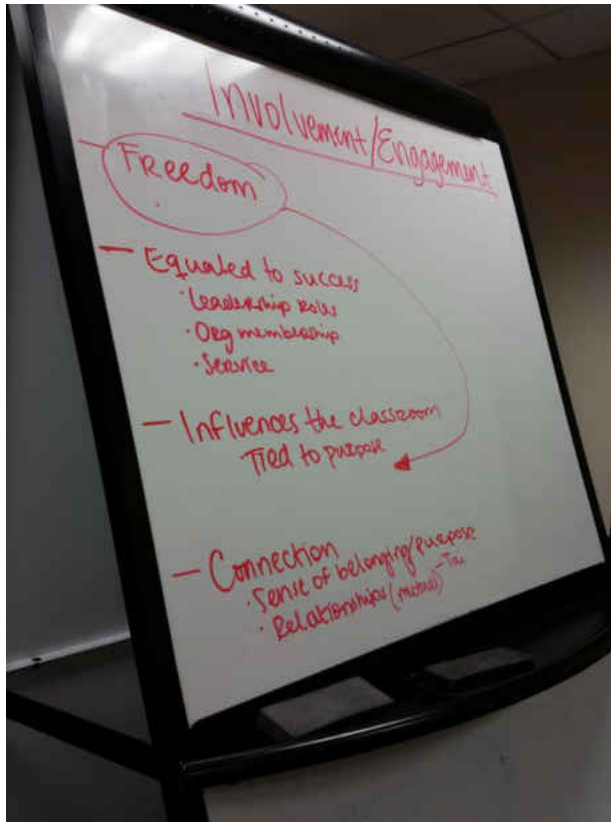 Involvement/Engagement
— Freedom
— Equated to success
· Leadership Roles
· Org membership
· Service
— Influences the classroom
Tied to purpose
— Connection
· Sense of belonging/purpose
· Relationships (mutual) – Tai